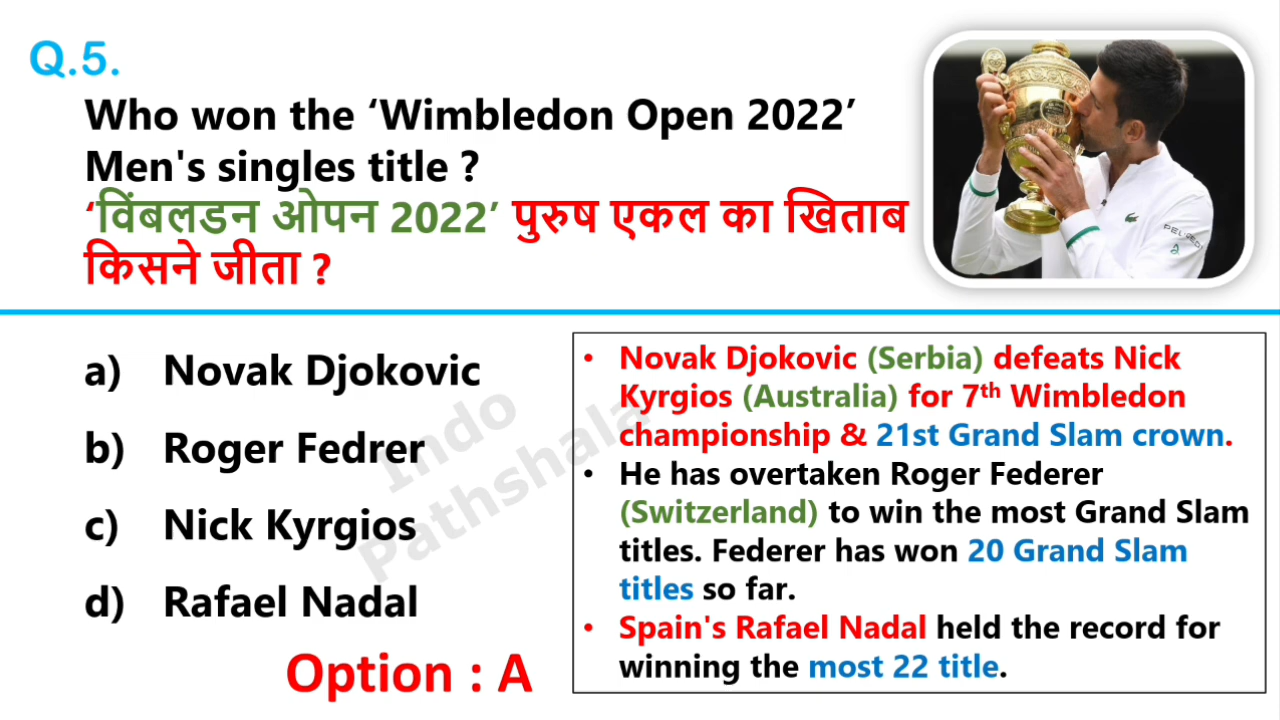 Q.5.
Who won the ‘Wimbledon Open 2022’
Men's singles title ?
‘विंबलडन ओपन 2022’ पुरुष एकल का खिताब
किसने जीता ?
a) Novak Djokovic
b) Roger Fedrer
c) Nick Kyrgios
d) Rafael Nadal
Option : A
• Novak Djokovic (Serbia) defeats Nick
Kyrgios (Australia) for 7th Wimbledon
championship & 21st Grand Slam crown.
• He has overtaken Roger Federer
(Switzerland) to win the most Grand Slam
titles. Federer has won 20 Grand Slam
titles so far.
• Spain's Rafael Nadal held the record for
winning the most 22 title.
Indo
Pathshala
PEUGEOT